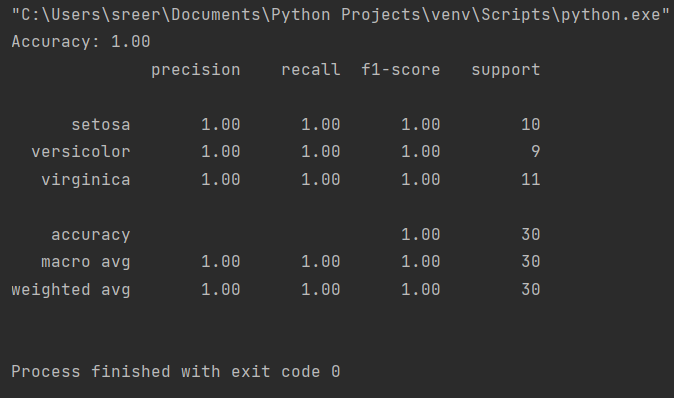 "C:\Users\sreer\Documents\Python Projects\venv\Scripts\python.exe"
Accuracy: 1.00
precision recall f1-score support
setosa 1.00 1.00 1.00 10
versicolor 1.00 1.00 1.00 9
virginica 1.00 1.00 1.00 11
accuracy 1.00 30
macro avg 1.00 1.00 1.00 30
weighted avg 1.00 1.00 1.00 30
Process finished with exit code 0